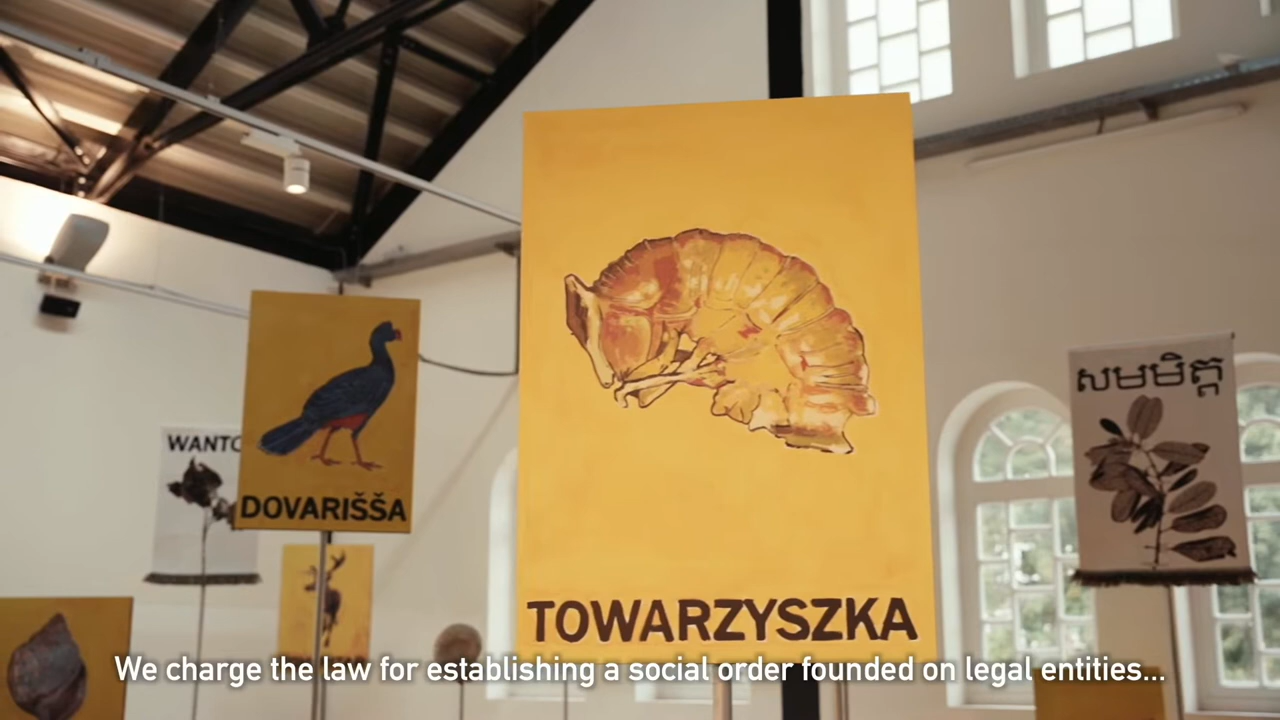 សមមិត្ត
WANTO
DOVARIŠŠA
TOWARZYSZKA
We charge the law for establishing a social order founded on legal entities...